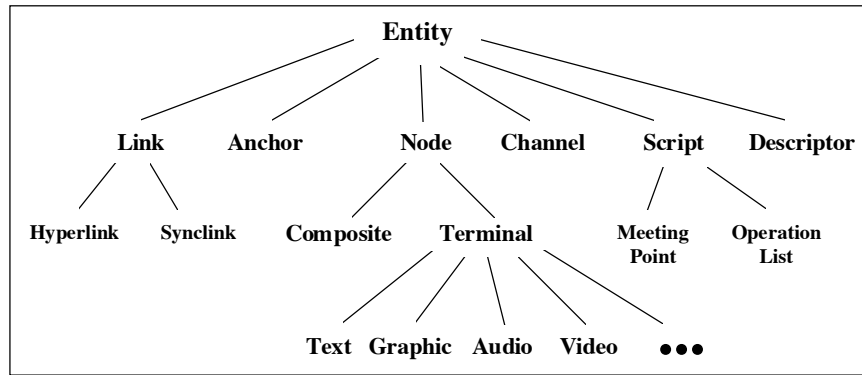 Entity
Link Anchor Node Channel Script Descriptor
Hyperlink Synclink Composite Terminal Meeting Operation
Point List
Text Graphic Audio Video •••